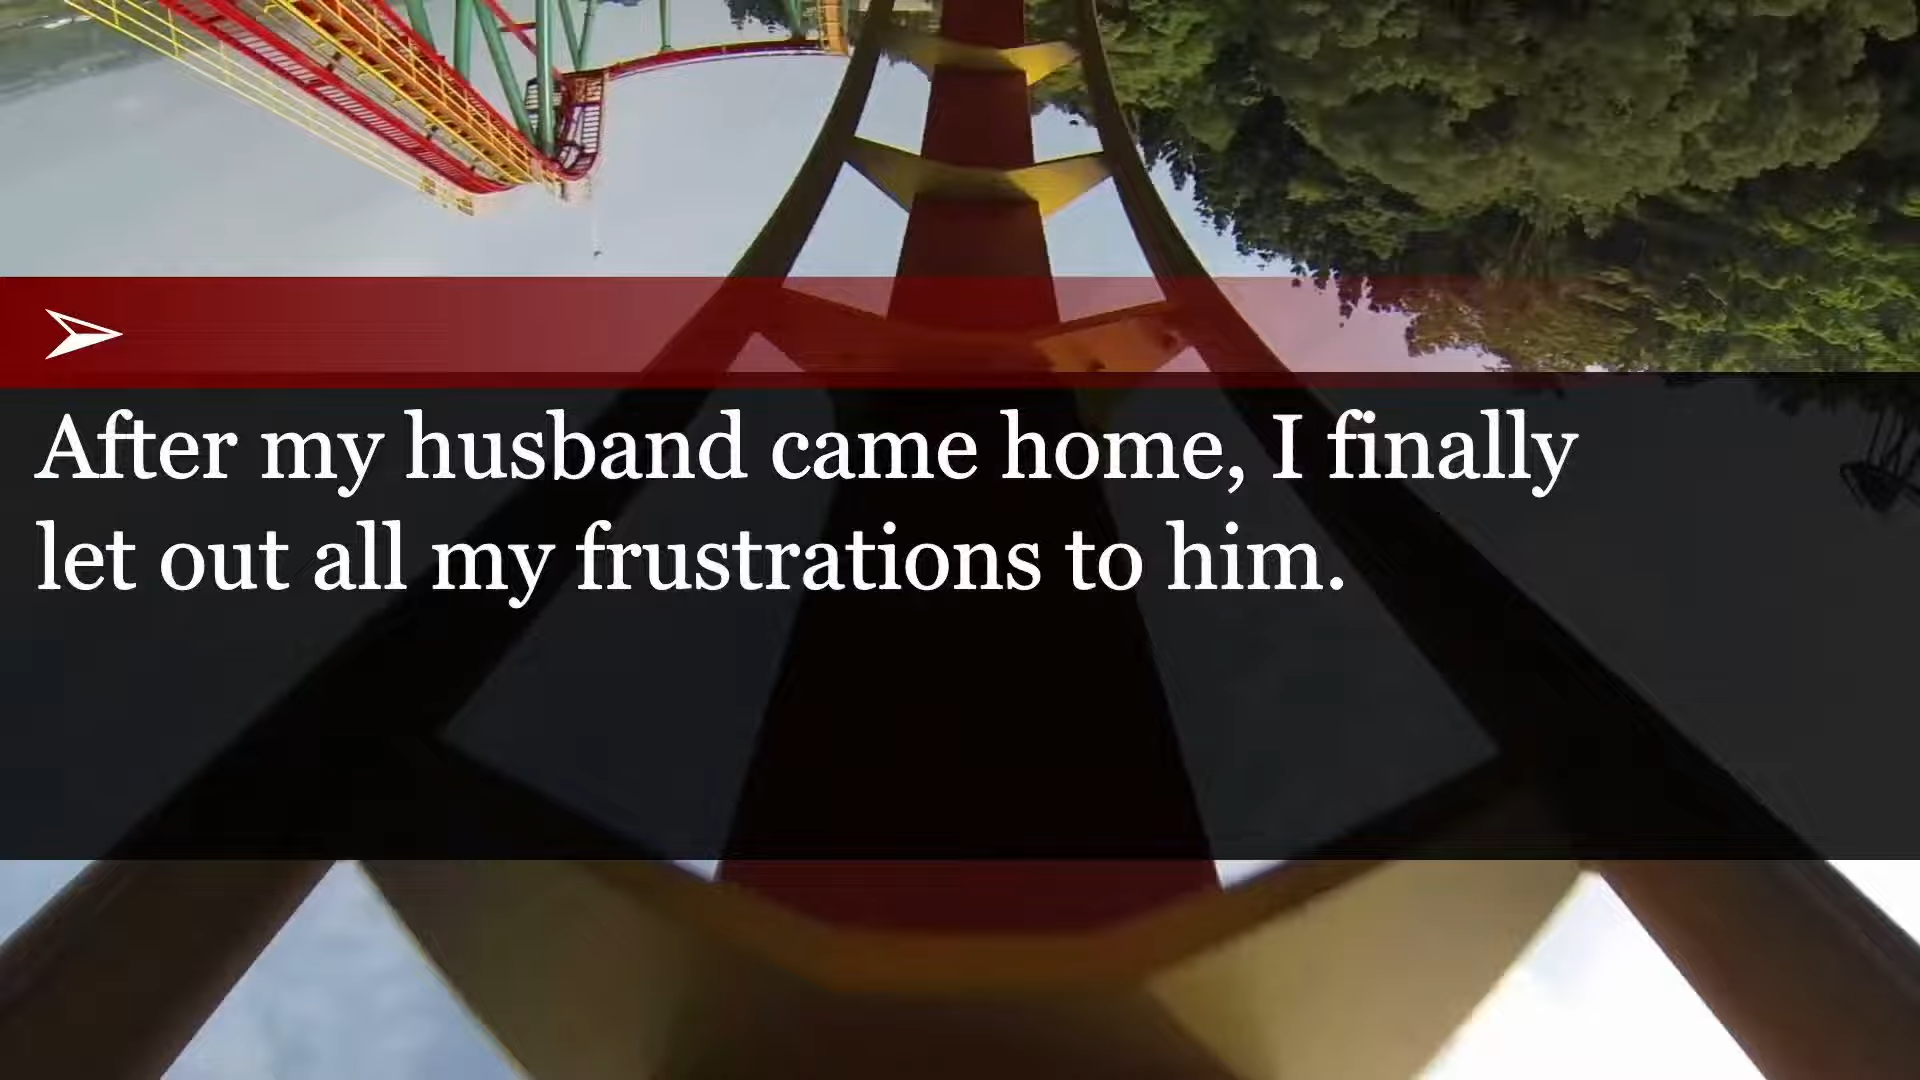 After my husband came home, I finally
let out all my frustrations to him.